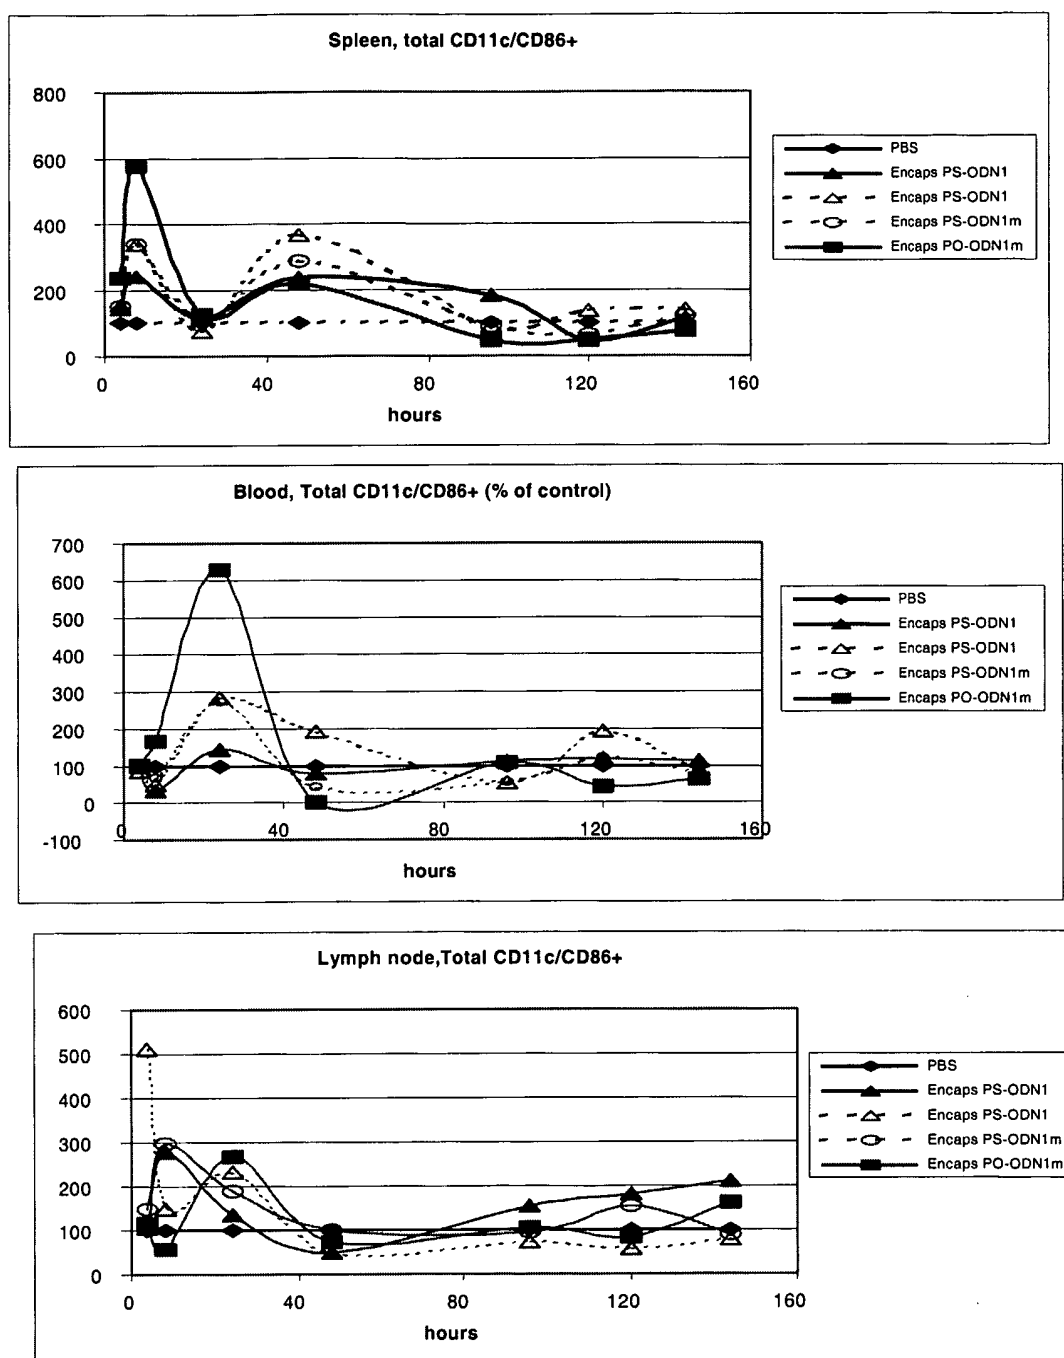 Spleen, total CD11c/CD86+
800
600
400
200
0
0 40 80 120 160
hours
PBS
Encaps PS-ODN1
Encaps PS-ODN1
Encaps PS-ODN1m
Encaps PO-ODN1m
Blood, Total CD11c/CD86+ (% of control)
700
600
500
400
300
200
100
0
-100
0 40 80 120 160
hours
PBS
Encaps PS-ODN1
Encaps PS-ODN1
Encaps PS-ODN1m
Encaps PO-ODN1m
Lymph node,Total CD11c/CD86+
600
500
400
300
200
100
0
0 40 80 120 160
hours
PBS
Encaps PS-ODN1
Encaps PS-ODN1
Encaps PS-ODN1m
Encaps PO-ODN1m